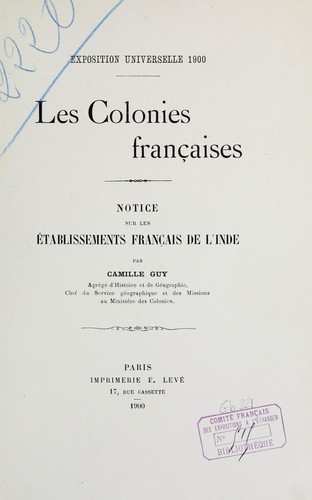 2220
EXPOSITION UNIVERSELLE 1900
Les Colonies
françaises
NOTICE
SUR LES
ÉTABLISSEMENTS FRANÇAIS DE L'INDE
PAR
CAMILLE GUY
Agrégé d'Histoire et de Géographie,
Chef du Service géographique et des Missions
au Ministère des Colonies.
PARIS
IMPRIMERIE F. LEVÉ
17, RUE CASSETTE
1900
COMITÉ FRANÇAIS
DES EXPOSITIONS A L'ETRANGER
No
BIBLIOTHÈQUE